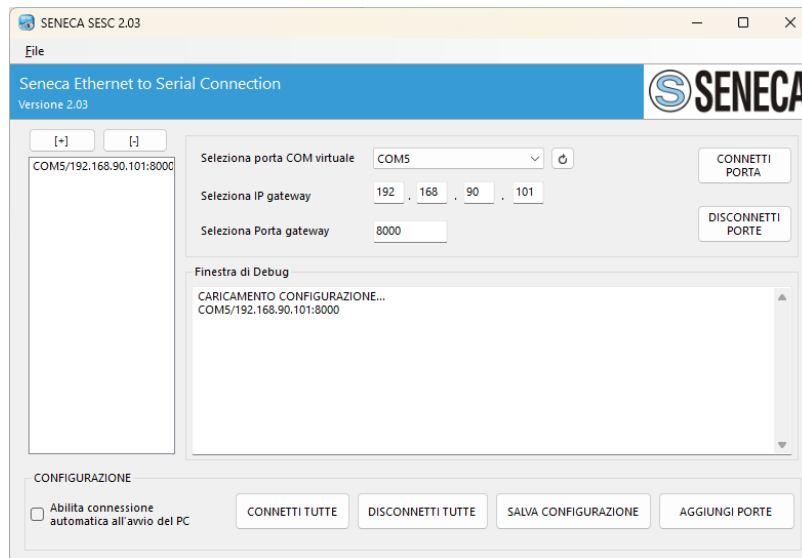 SENECA SESC 2.03
File
Seneca Ethernet to Serial Connection
Versione 2.03
S SENECA
[+] [-]
COM5/192.168.90.101:8000
Seleziona porta COM virtuale COM5
CONNETTI
PORTA
Seleziona IP gateway 192 . 168 . 90 . 101
Seleziona Porta gateway 8000
DISCONNETTI
PORTE
Finestra di Debug
CARICAMENTO CONFIGURAZIONE...
COM5/192.168.90.101:8000
CONFIGURAZIONE
Abilita connessione
automatica all'avvio del PC
CONNETTI TUTTE
DISCONNETTI TUTTE
SALVA CONFIGURAZIONE
AGGIUNGI PORTE